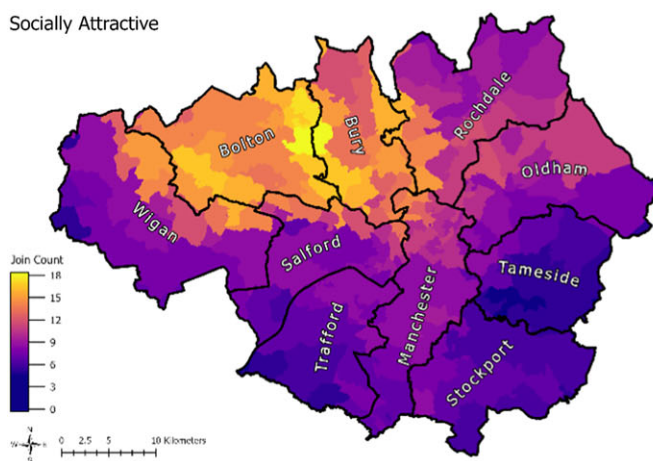 Socially Attractive
Rochdale
Bury
Bolton
Oldham
Wigan
Salford
Tameside
Manchester
Trafford
Stockport
Join Count
18
15
12
9
6
3
0
N
W E
S
0 2.5 5 10 Kilometers